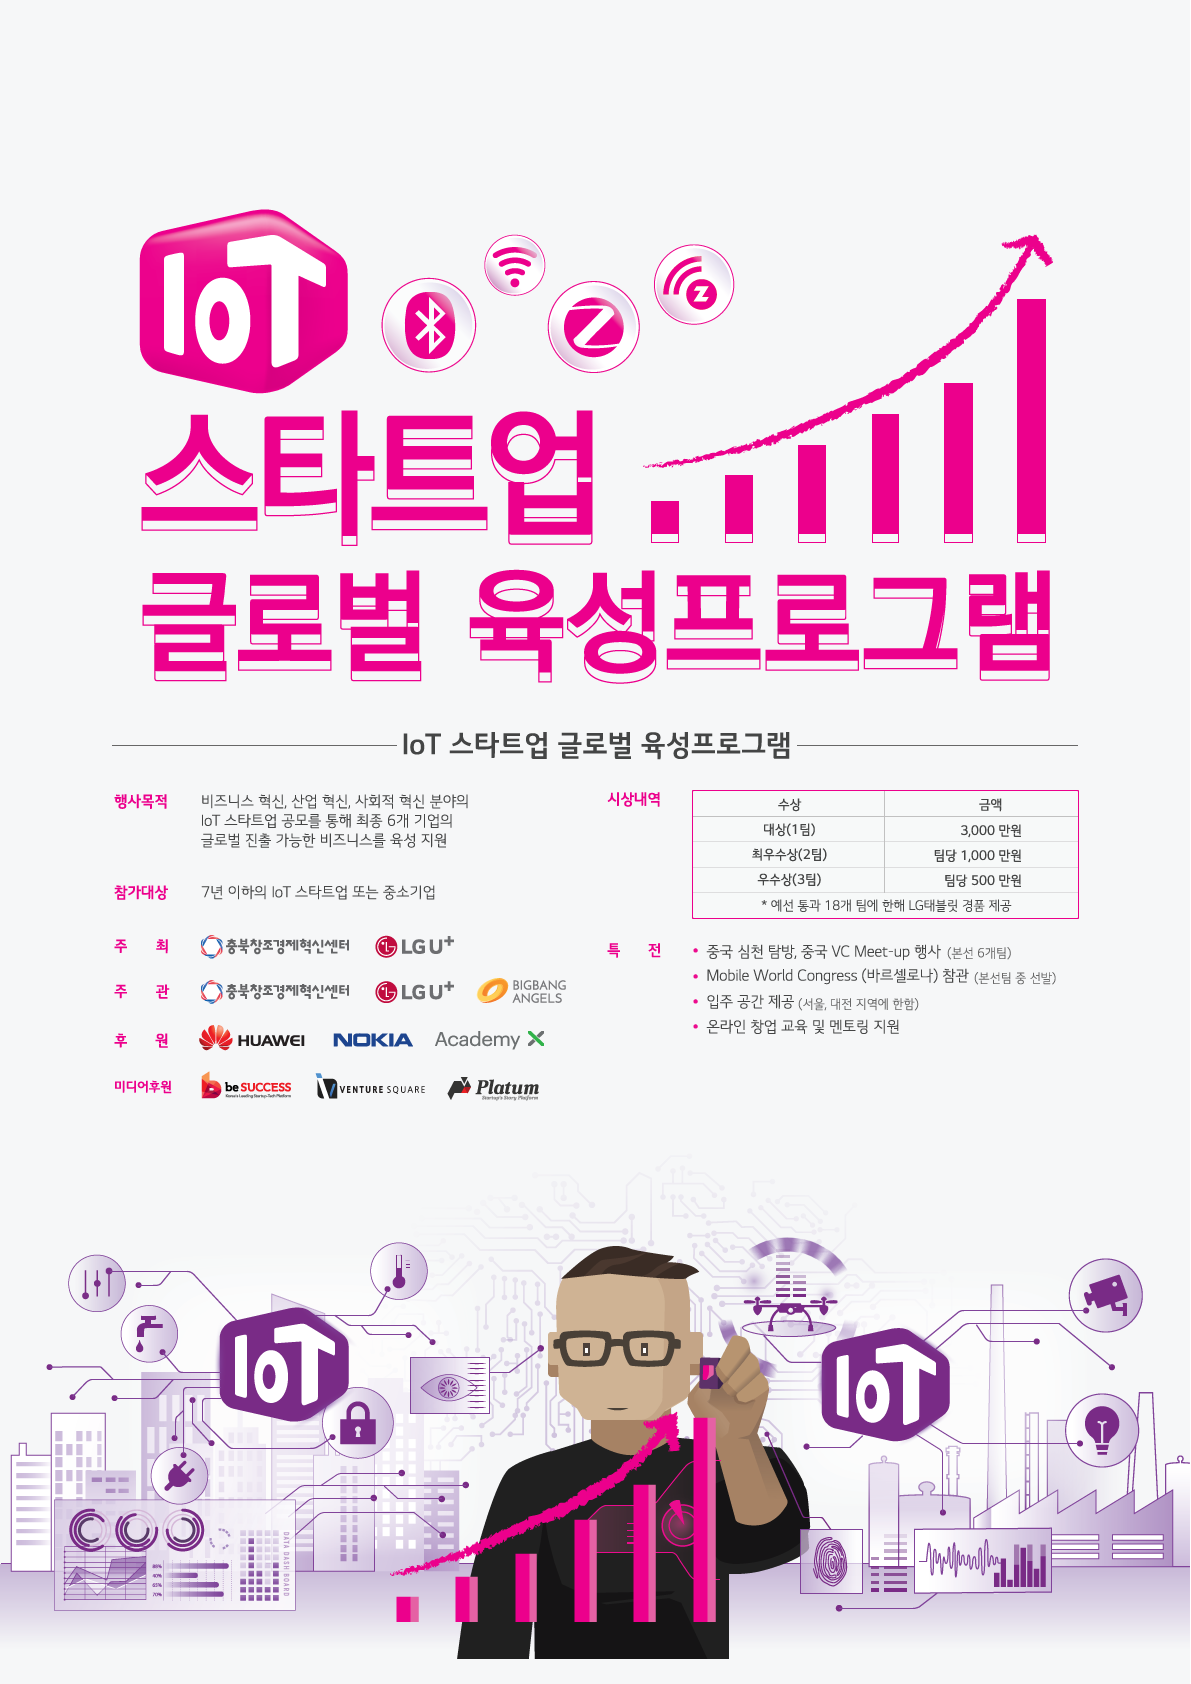 IoT
스타트업
글로벌 육성프로그램
IoT 스타트업 글로벌 육성프로그램
행사목적
비즈니스 혁신, 산업 혁신, 사회적 혁신 분야의
IoT 스타트업 공모를 통해 최종 6개 기업의
글로벌 진출 가능한 비즈니스를 육성 지원
참가대상
7년 이하의 IoT 스타트업 또는 중소기업
주 최
충북창조경제혁신센터 LG U+
주 관
충북창조경제혁신센터 LG U+ BIGBANG
ANGELS
후 원
HUAWEI NOKIA Academy X
미디어후원
be SUCCESS
Korea's Leading Startup-Tech Platform
VENTURE SQUARE
Platum
Startup's Story Platform
시상내역
수상 금액
대상(1팀) 3,000 만원
최우수상(2팀) 팀당 1,000 만원
우수상(3팀) 팀당 500 만원
* 예선 통과 18개 팀에 한해 LG태블릿 경품 제공
특 전
• 중국 심천 탐방, 중국 VC Meet-up 행사 (본선 6개팀)
• Mobile World Congress (바르셀로나) 참관 (본선팀 중 선발)
• 입주 공간 제공 (서울, 대전 지역에 한함)
• 온라인 창업 교육 및 멘토링 지원
IoT
IoT
DATA DASH BOARD